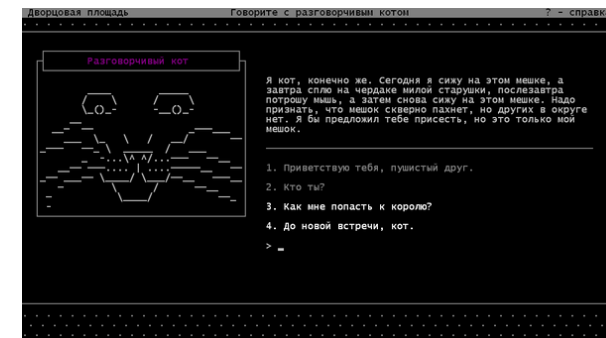 Дворцовая площадь Говорите с разговорчивым котом ? - справка
Разговорчивый кот
Я кот, конечно же. Сегодня я сижу на этом мешке, а
завтра сплю на чердаке милой старушки, послезавтра
потрошу мышь, а затем снова сижу на этом мешке. Надо
признать, что мешок скверно пахнет, но других в округе
нет. Я бы предложил тебе присесть, но это только мой
мешок.
1. Приветствую тебя, пушистый друг.
2. Кто ты?
3. Как мне попасть к королю?
4. До новой встречи, кот.
> _